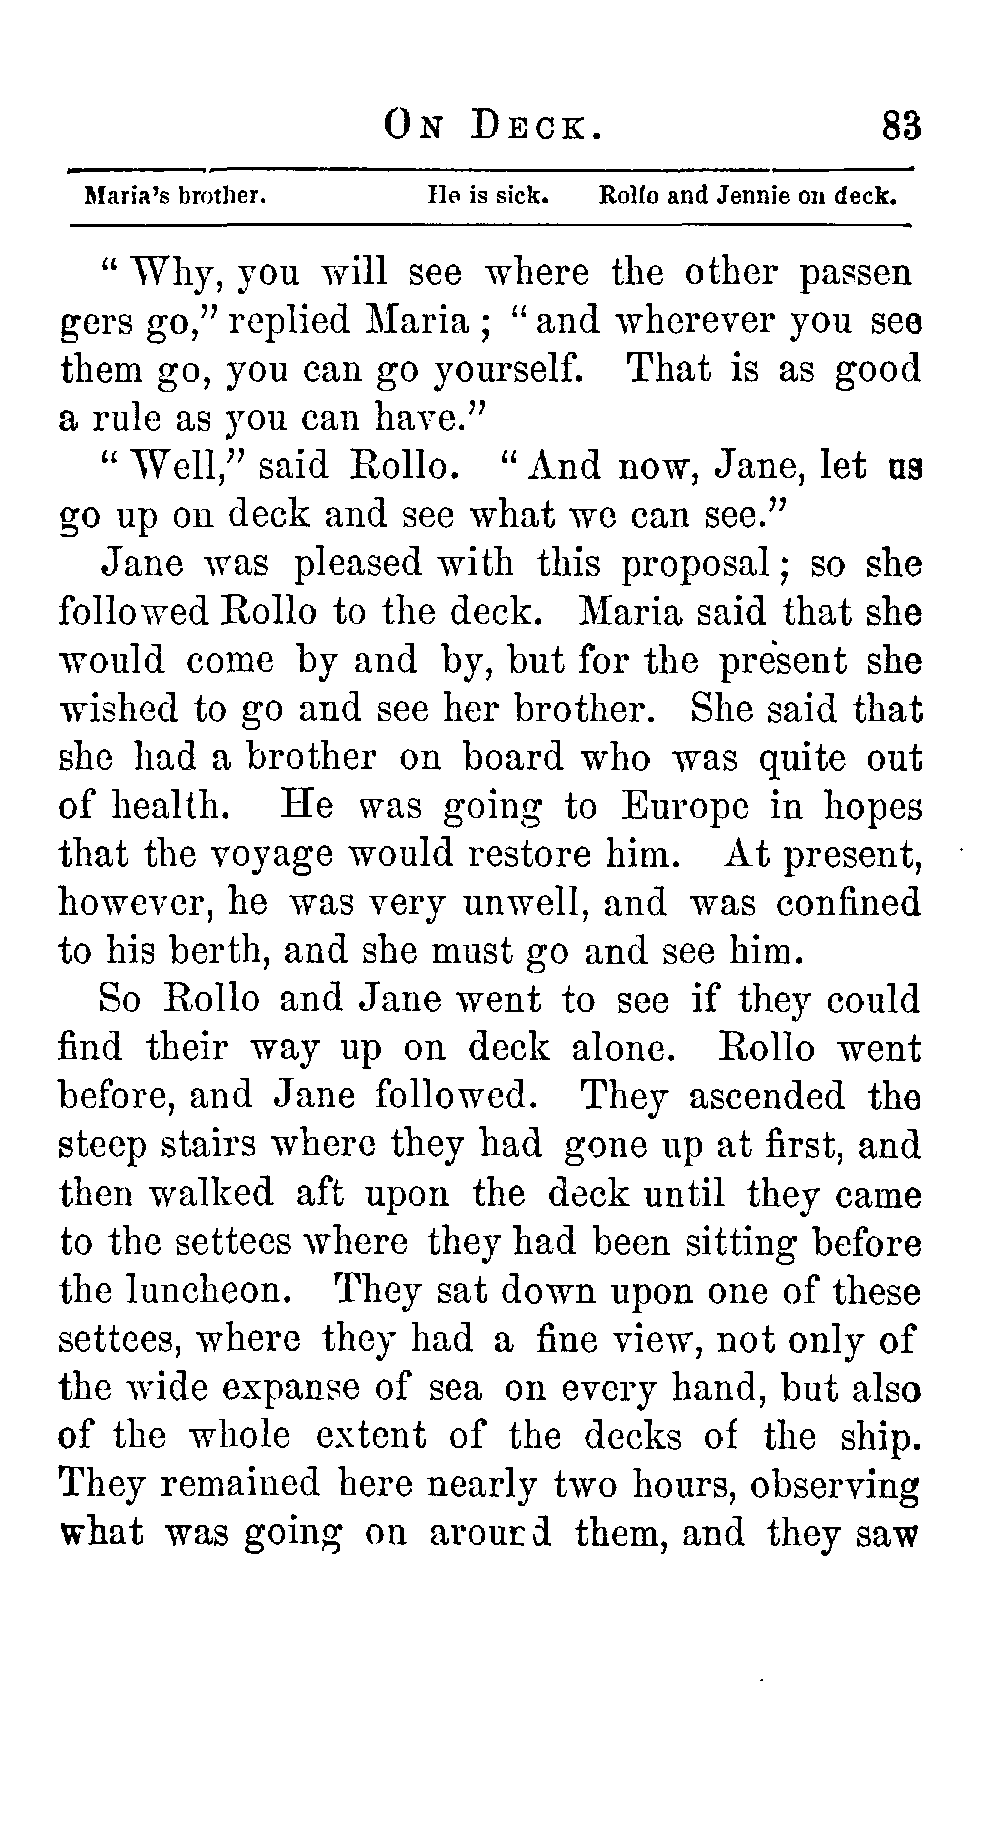 ON DECK. 83
Maria's brother. He is sick. Rollo and Jennie on deck.
“ Why, you will see where the other passen
gers go,” replied Maria ; “ and wherever you see
them go, you can go yourself. That is as good
a rule as you can have.”
“ Well,” said Rollo. “ And now, Jane, let us
go up on deck and see what we can see.”
Jane was pleased with this proposal ; so she
followed Rollo to the deck. Maria said that she
would come by and by, but for the present she
wished to go and see her brother. She said that
she had a brother on board who was quite out
of health. He was going to Europe in hopes
that the voyage would restore him. At present,
however, he was very unwell, and was confined
to his berth, and she must go and see him.
So Rollo and Jane went to see if they could
find their way up on deck alone. Rollo went
before, and Jane followed. They ascended the
steep stairs where they had gone up at first, and
then walked aft upon the deck until they came
to the settees where they had been sitting before
the luncheon. They sat down upon one of these
settees, where they had a fine view, not only of
the wide expanse of sea on every hand, but also
of the whole extent of the decks of the ship.
They remained here nearly two hours, observing
what was going on around them, and they saw